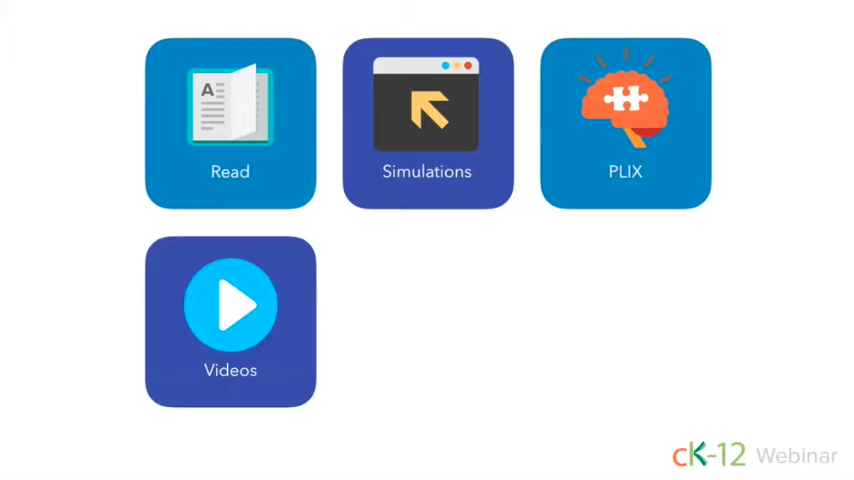 A
Read
Simulations
PLIX
Videos
cK-12 Webinar